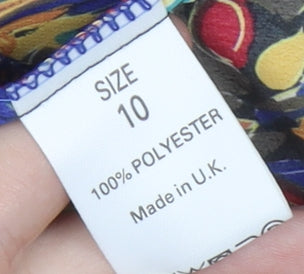 SIZE
10
100% POLYESTER
Made in U.K.